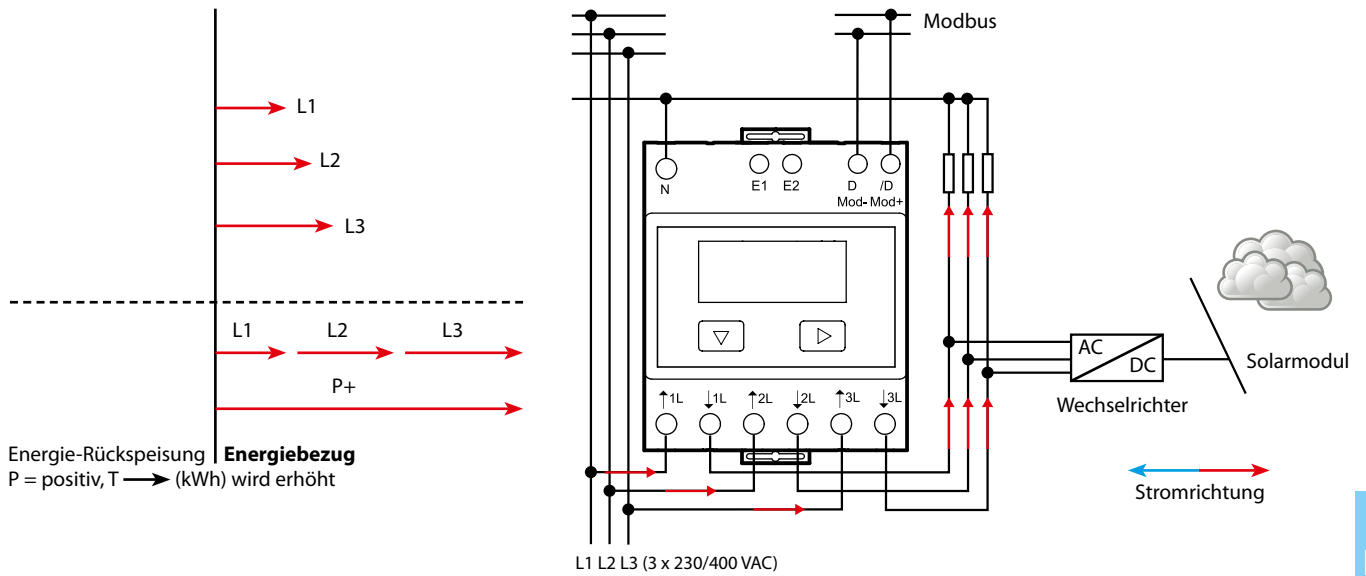 L1
L2
L3
L1 L2 L3
P+
Energie-Rückspeisung | Energiebezug
P = positiv, T → (kWh) wird erhöht
Modbus
N
E1 E2
D /D
Mod- Mod+
↑1L ↓1L ↑2L ↓2L ↑3L ↓3L
L1 L2 L3 (3 x 230/400 VAC)
AC
DC
Wechselrichter
Solarmodul
Stromrichtung